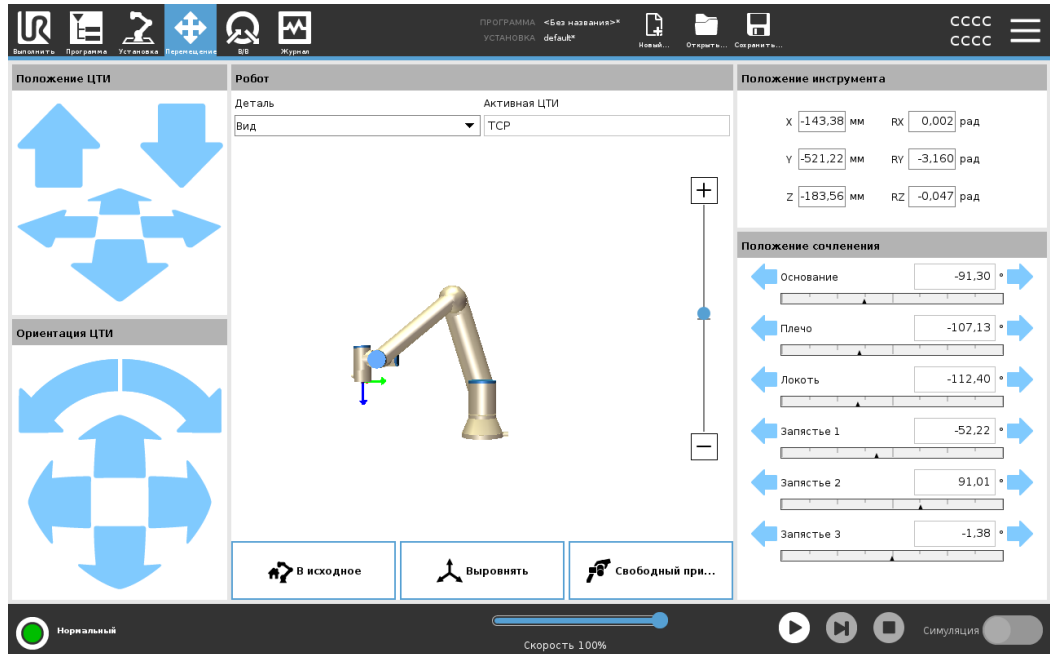 UR
Выполнить Программа Установка Перемещение В/В Журнал
ПРОГРАММА <Без названия>*
УСТАНОВКА default*
Новый... Открыть... Сохранить...
CCCC
CCCC
Положение ЦТИ
Ориентация ЦТИ
Робот
Деталь Активная ЦТИ
Вид TCP
+
−
В исходное Выровнять Свободный при...
Положение инструмента
X -143,38 мм RX 0,002 рад
Y -521,22 мм RY -3,160 рад
Z -183,56 мм RZ -0,047 рад
Положение сочленения
Основание -91,30 °
Плечо -107,13 °
Локоть -112,40 °
Запястье 1 -52,22 °
Запястье 2 91,01 °
Запястье 3 -1,38 °
Нормальный
Скорость 100%
Симуляция